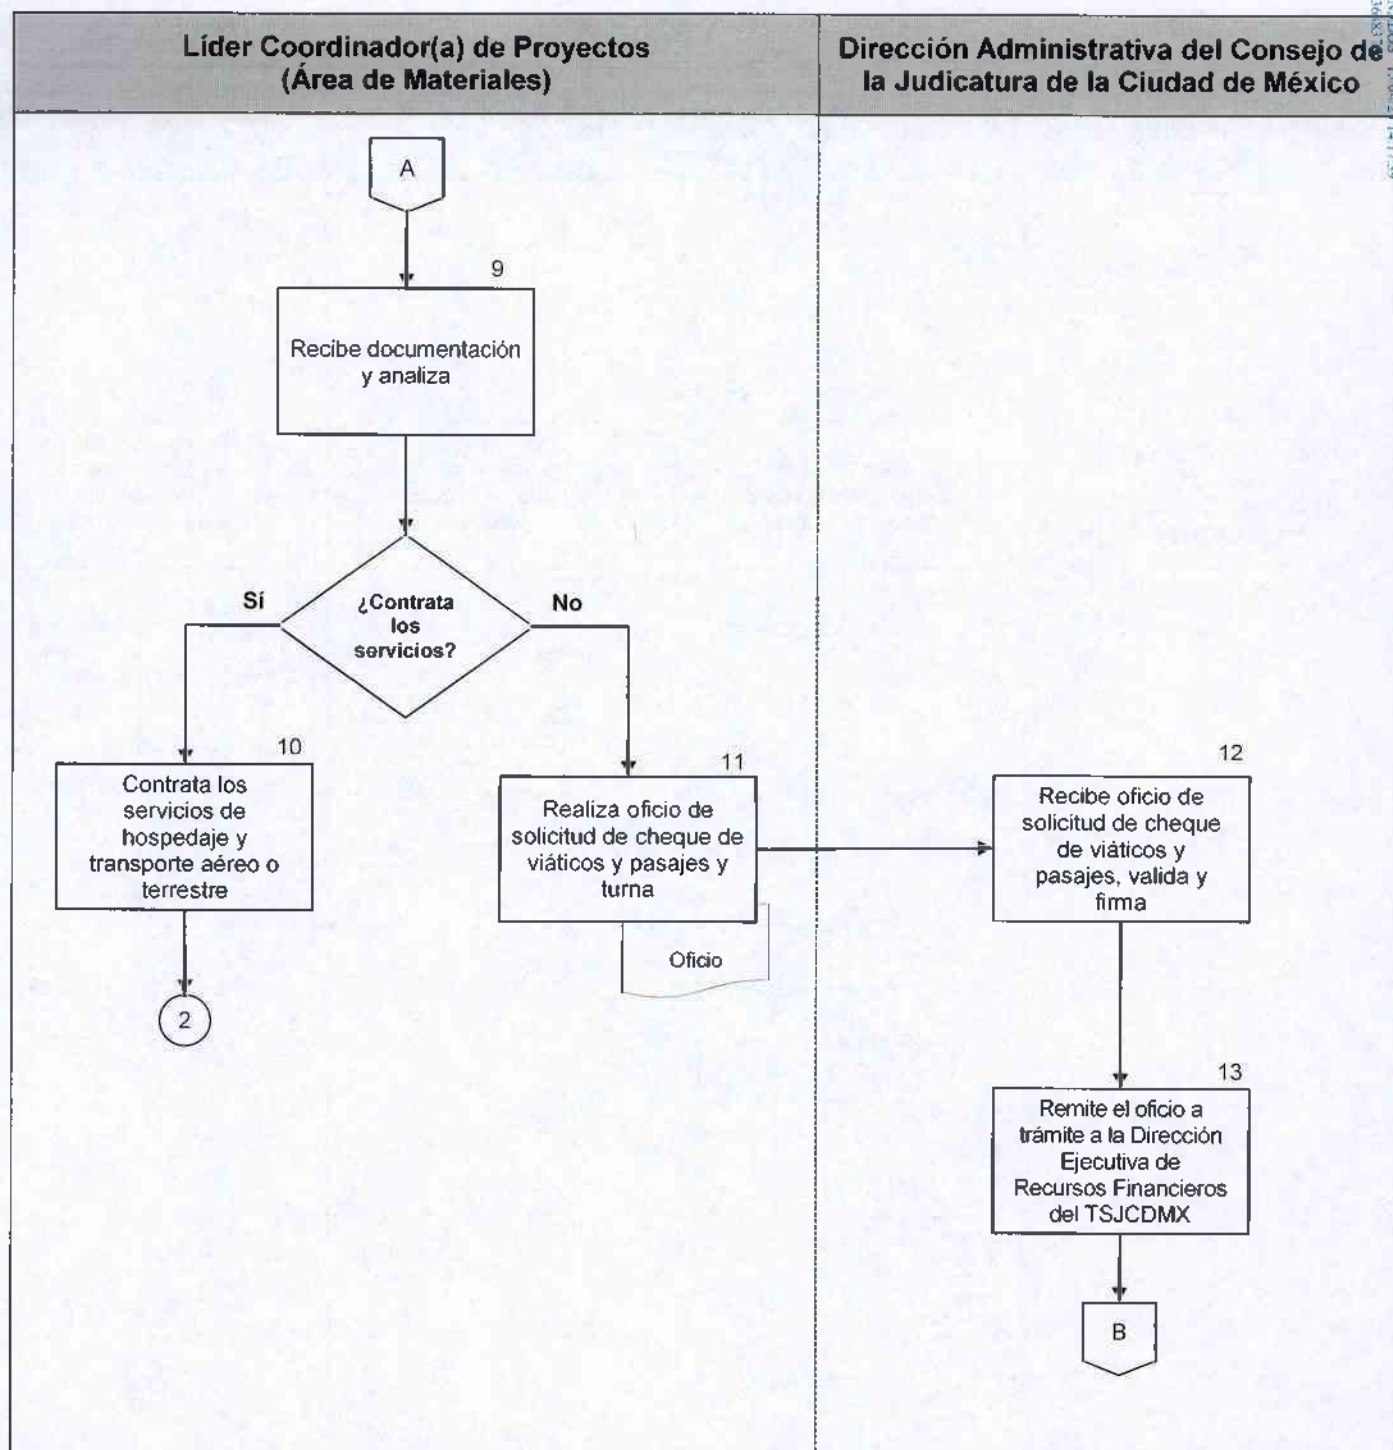 Líder Coordinador(a) de Proyectos
(Área de Materiales)
Dirección Administrativa del Consejo de
la Judicatura de la Ciudad de México
A
9
Recibe documentación
y analiza
¿Contrata
los
servicios?
Sí
No
10
Contrata los
servicios de
hospedaje y
transporte aéreo o
terrestre
2
11
Realiza oficio de
solicitud de cheque de
viáticos y pasajes y
turna
Oficio
12
Recibe oficio de
solicitud de cheque
de viáticos y
pasajes, valida y
firma
13
Remite el oficio a
trámite a la Dirección
Ejecutiva de
Recursos Financieros
del TSJCDMX
B